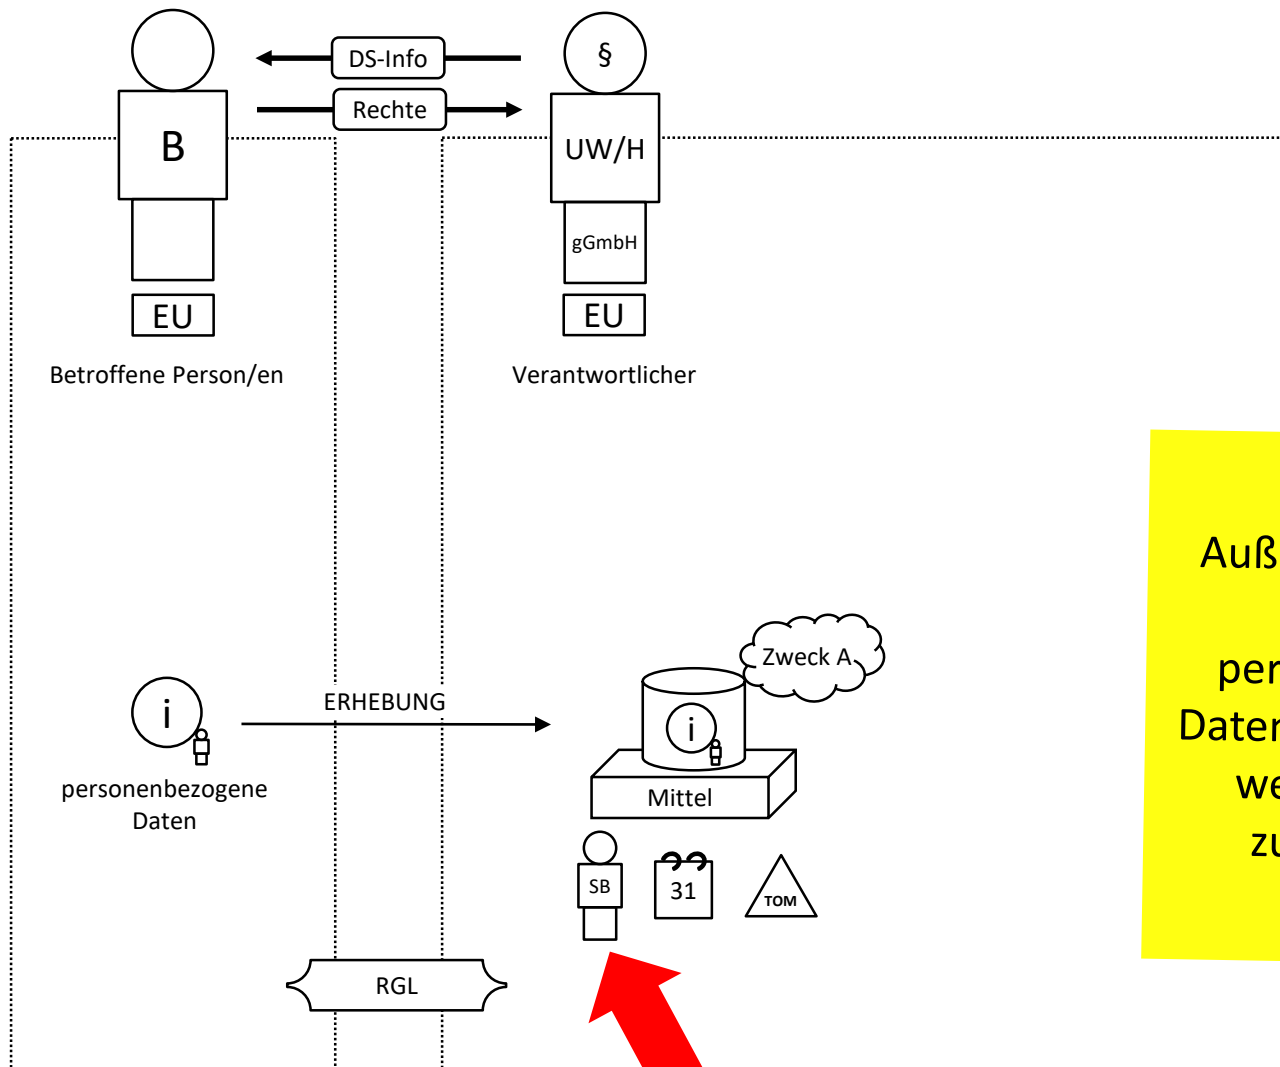 DS-Info
§
Rechte
B
UW/H
gGmbH
EU
EU
Betroffene Person/en
Verantwortlicher
Zweck A
ERHEBUNG
i
i
personenbezogene
Daten
Mittel
SB
31
TOM
RGL
zu